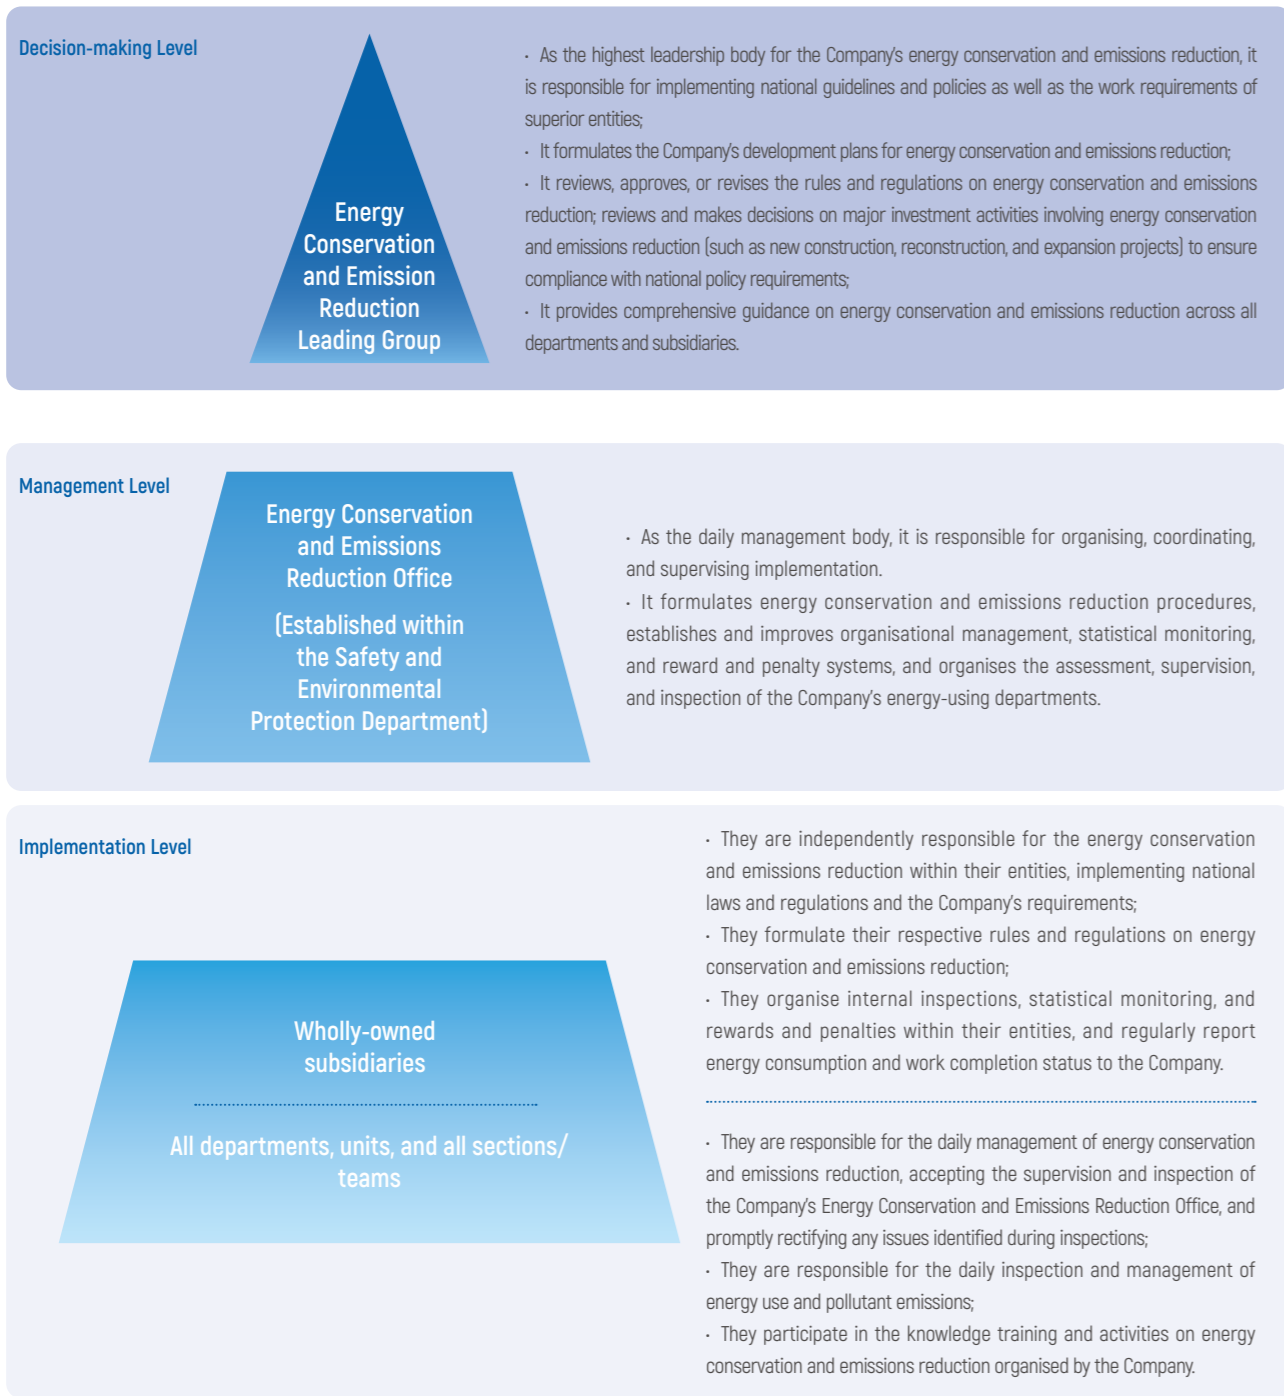 Decision-making Level
Energy
Conservation
and Emission
Reduction
Leading Group
· As the highest leadership body for the Company's energy conservation and emissions reduction, it
is responsible for implementing national guidelines and policies as well as the work requirements of
superior entities;
· It formulates the Company's development plans for energy conservation and emissions reduction;
· It reviews, approves, or revises the rules and regulations on energy conservation and emissions
reduction; reviews and makes decisions on major investment activities involving energy conservation
and emissions reduction (such as new construction, reconstruction, and expansion projects) to ensure
compliance with national policy requirements;
· It provides comprehensive guidance on energy conservation and emissions reduction across all
departments and subsidiaries.
Management Level
Energy Conservation
and Emissions
Reduction Office
(Established within
the Safety and
Environmental
Protection Department)
· As the daily management body, it is responsible for organising, coordinating,
and supervising implementation.
· It formulates energy conservation and emissions reduction procedures,
establishes and improves organisational management, statistical monitoring,
and reward and penalty systems, and organises the assessment, supervision,
and inspection of the Company's energy-using departments.
Implementation Level
Wholly-owned
subsidiaries
· They are independently responsible for the energy conservation
and emissions reduction within their entities, implementing national
laws and regulations and the Company's requirements;
· They formulate their respective rules and regulations on energy
conservation and emissions reduction;
· They organise internal inspections, statistical monitoring, and
rewards and penalties within their entities, and regularly report
energy consumption and work completion status to the Company.
All departments, units, and all sections/
teams
· They are responsible for the daily management of energy conservation
and emissions reduction, accepting the supervision and inspection of
the Company's Energy Conservation and Emissions Reduction Office, and
promptly rectifying any issues identified during inspections;
· They are responsible for the daily inspection and management of
energy use and pollutant emissions;
· They participate in the knowledge training and activities on energy
conservation and emissions reduction organised by the Company.